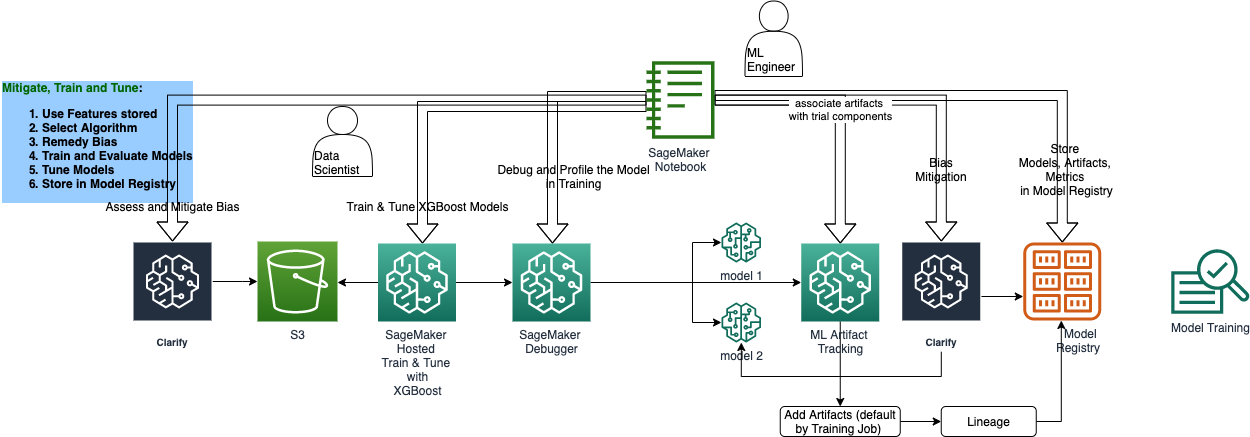 ML
Engineer
Mitigate, Train and Tune:
1. Use Features stored
2. Select Algorithm
3. Remedy Bias
4. Train and Evaluate Models
5. Tune Models
6. Store in Model Registry
Data
Scientist
SageMaker
Notebook
associate artifacts
with trial components
Debug and Profile the Model
in Training
Bias
Mitigation
Store
Models, Artifacts,
Metrics
in Model Registry
Assess and Mitigate Bias
Train & Tune XGBoost Models
Clarify
S3
SageMaker
Hosted
Train & Tune
with
XGBoost
SageMaker
Debugger
model 1
model 2
ML Artifact
Tracking
Clarify
Model
Registry
Model Training
Add Artifacts (default
by Training Job)
Lineage